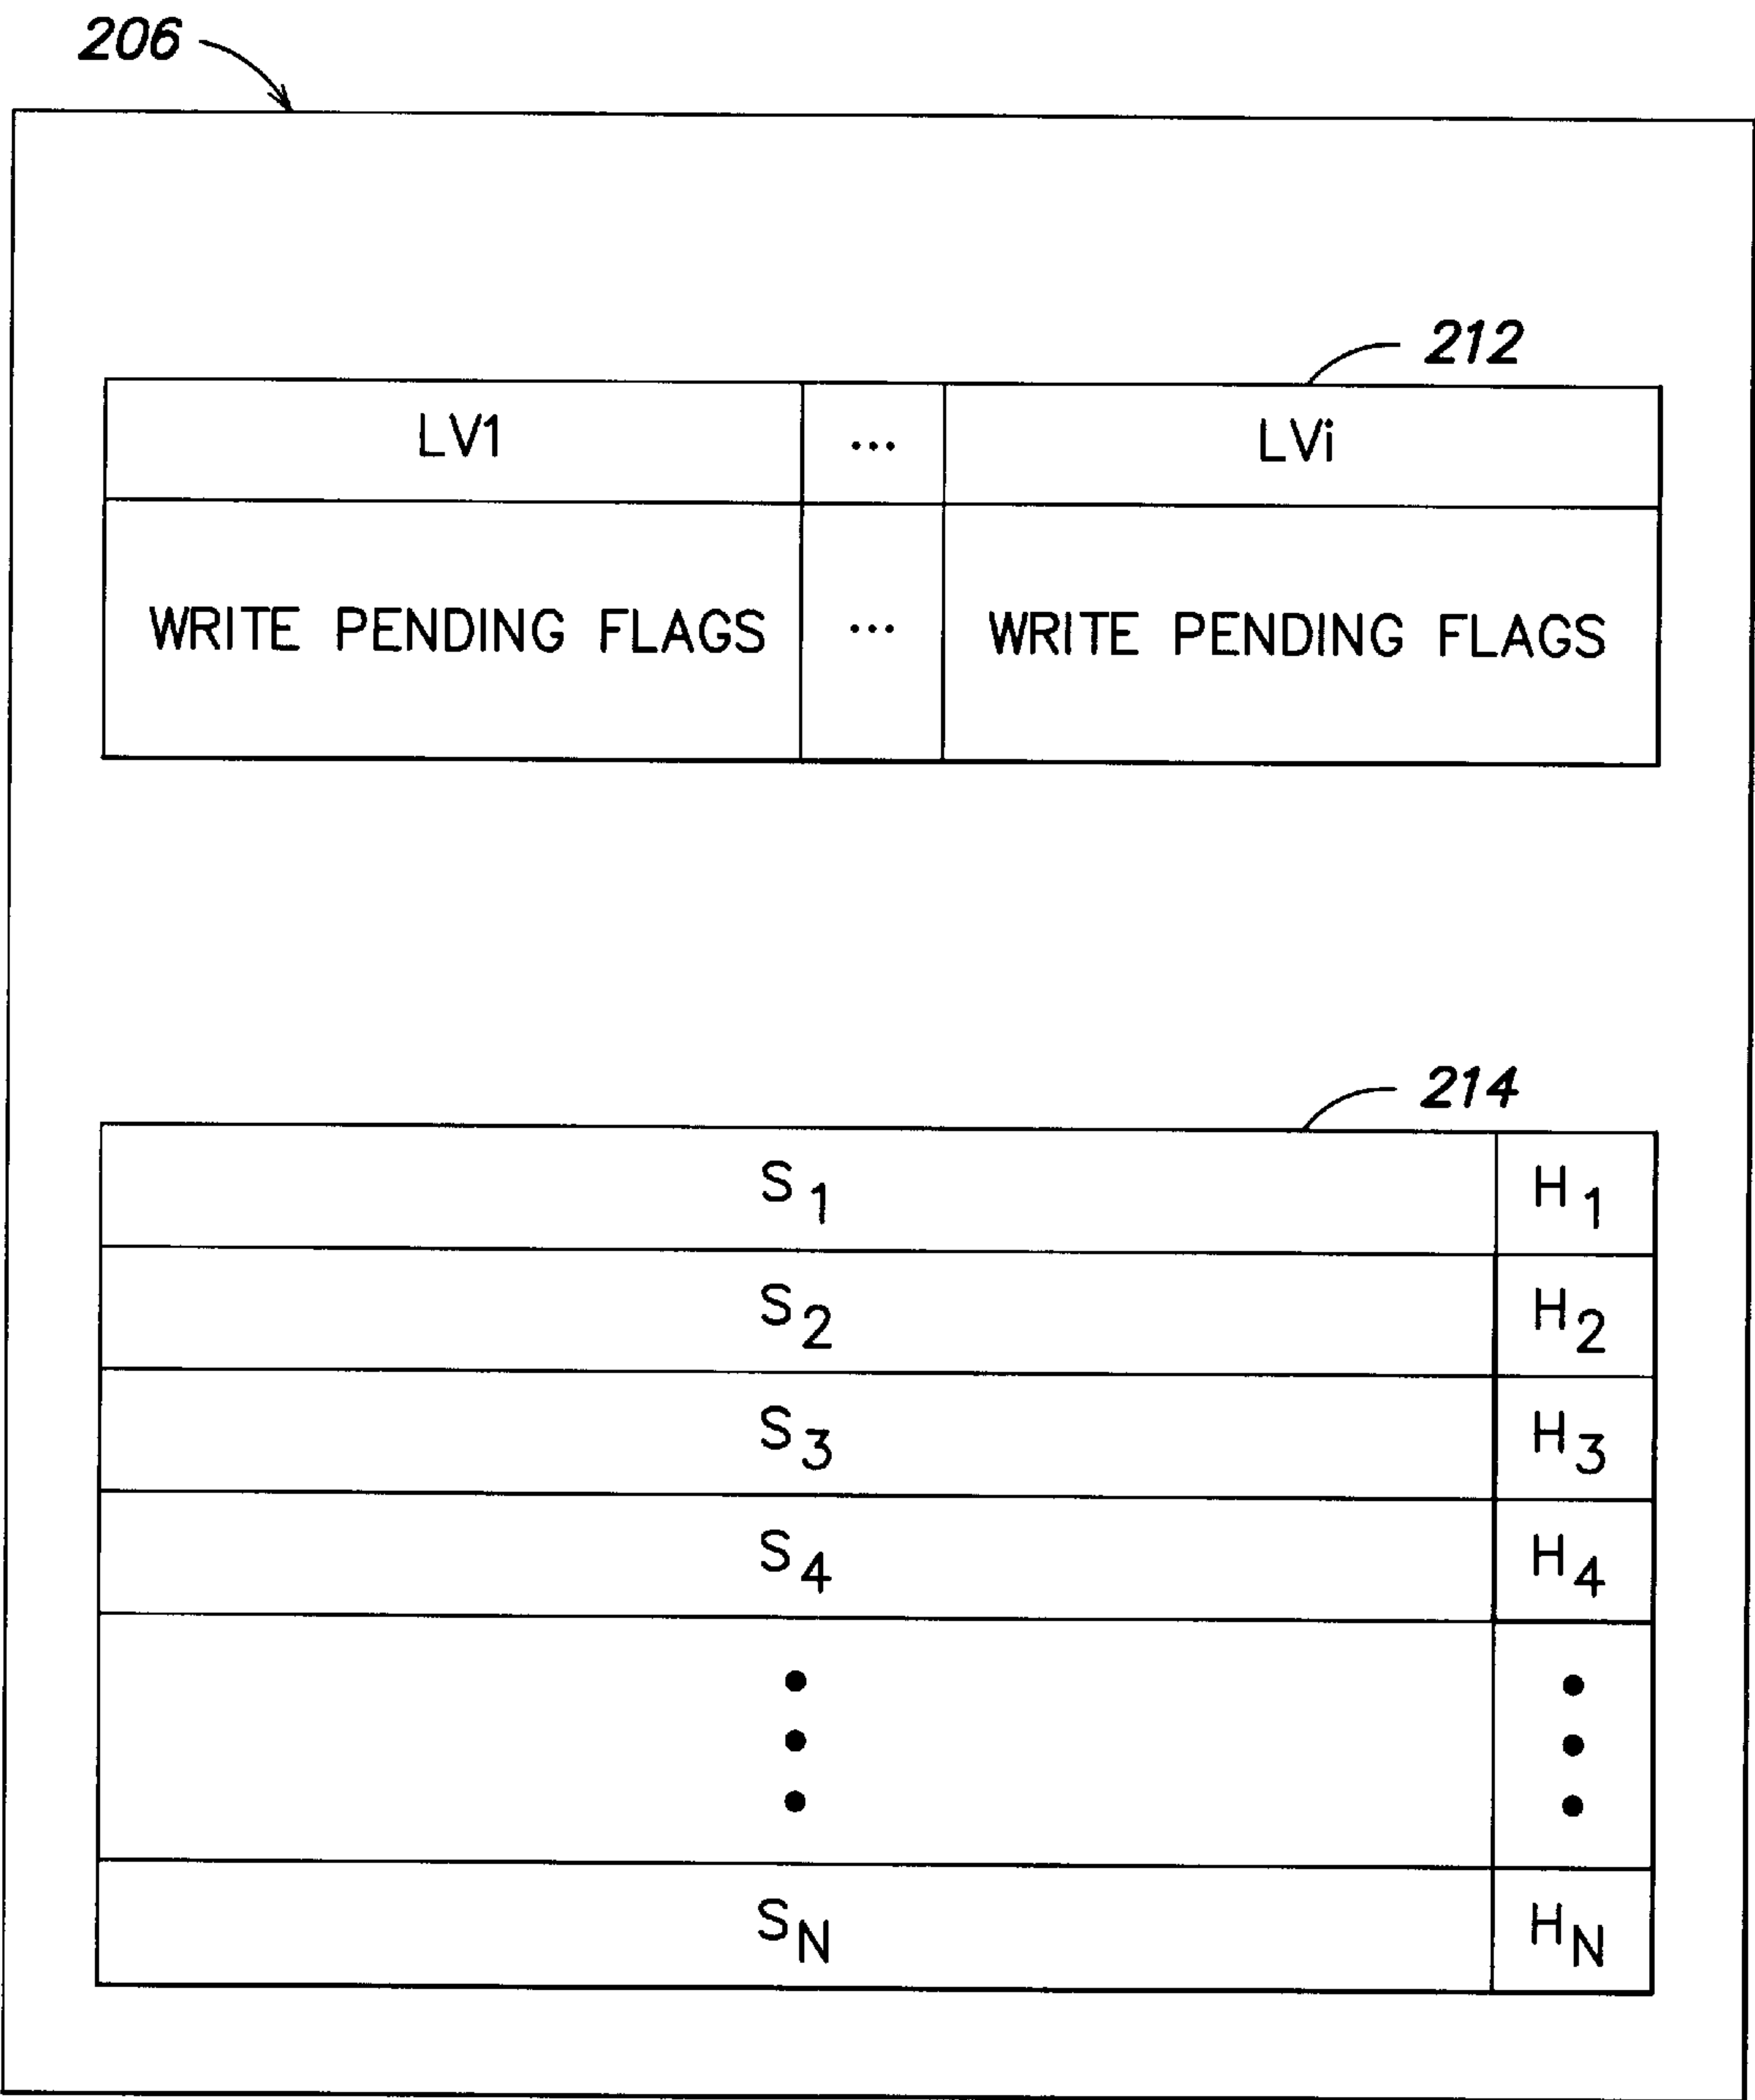 206
212
LV1 ... LVi
WRITE PENDING FLAGS ... WRITE PENDING FLAGS
214
S1 H1
S2 H2
S3 H3
S4 H4
SN HN